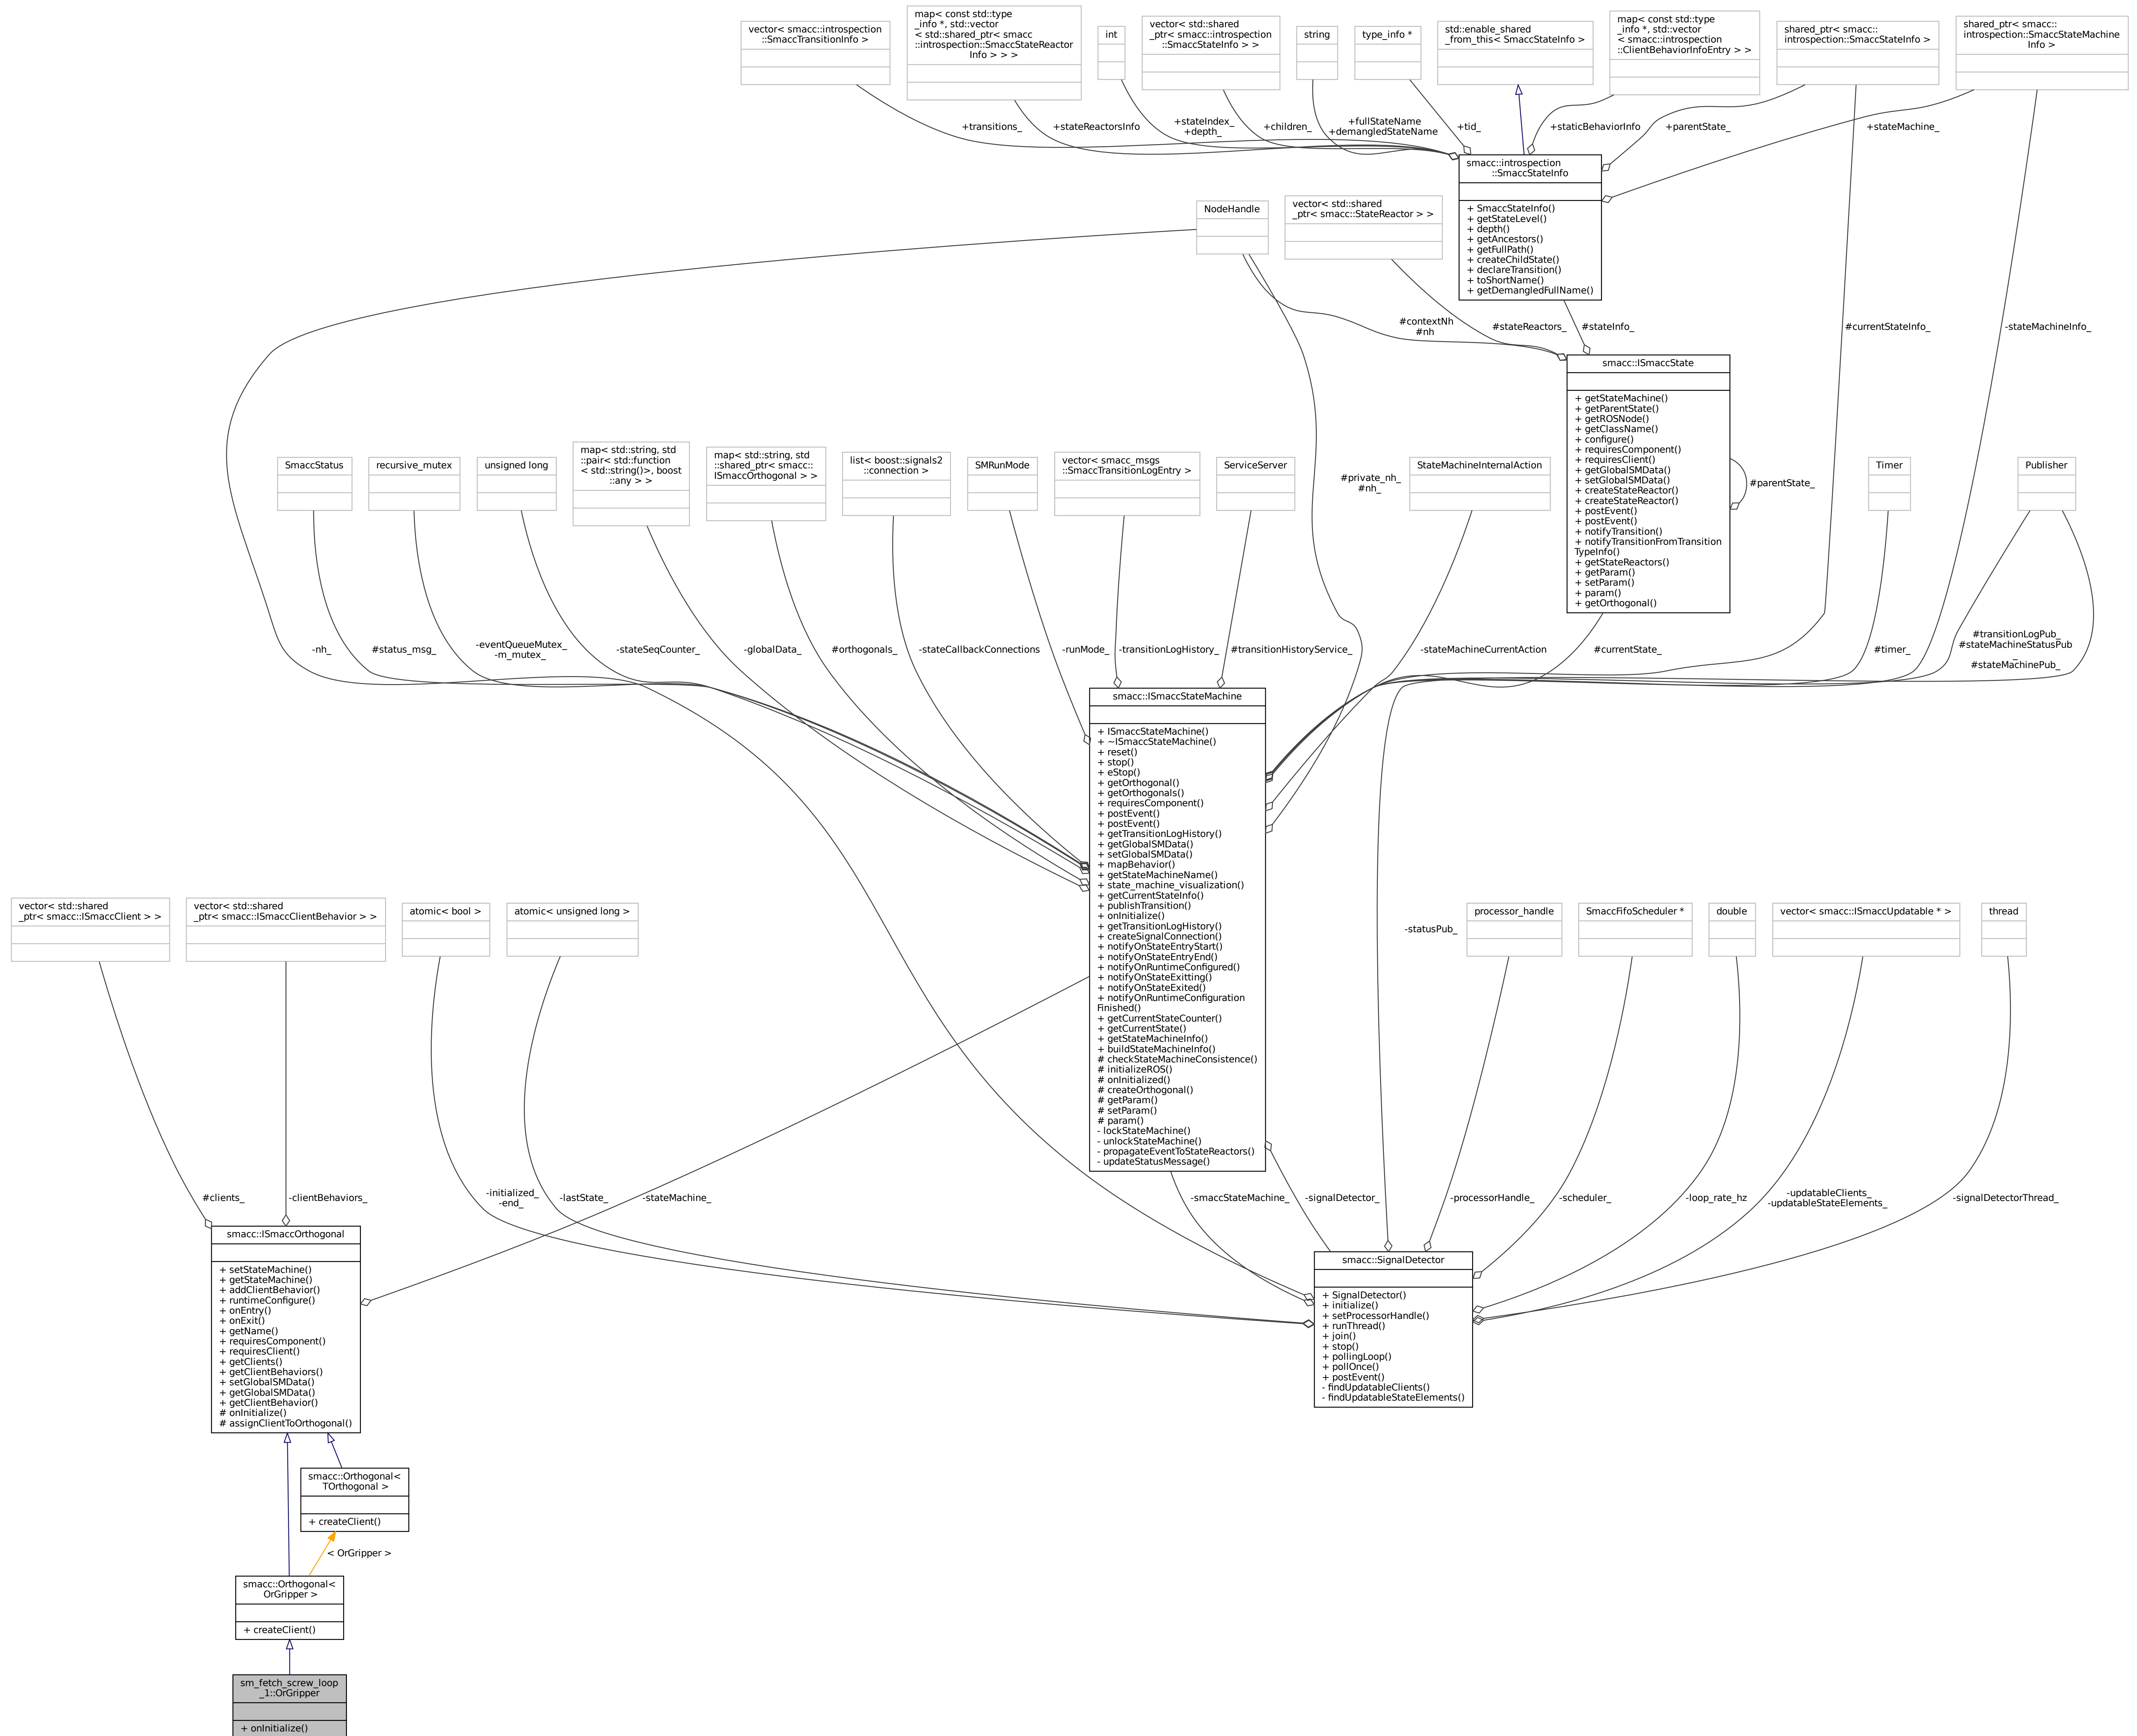 vector< smacc::introspection
::SmaccTransitionInfo >
map< const std::type
_info *, std::vector
< std::shared_ptr< smacc
::introspection::SmaccStateReactor
Info > > >
int
vector< std::shared
_ptr< smacc::introspection
::SmaccStateInfo > >
string
type_info *
std::enable_shared
_from_this< SmaccStateInfo >
map< const std::type
_info *, std::vector
< smacc::introspection
::ClientBehaviorInfoEntry > >
shared_ptr< smacc::
introspection::SmaccStateInfo >
shared_ptr< smacc::
introspection::SmaccStateMachine
Info >
+transitions_
+stateReactorsInfo
+stateIndex_
+depth_
+children_
+fullStateName
+demangledStateName
+tid_
+staticBehaviorInfo
+parentState_
+stateMachine_
smacc::introspection
::SmaccStateInfo
+ SmaccStateInfo()
+ getStateLevel()
+ depth()
+ getAncestors()
+ getFullPath()
+ createChildState()
+ declareTransition()
+ toShortName()
+ getDemangledFullName()
NodeHandle
vector< std::shared
_ptr< smacc::StateReactor > >
#contextNh
#nh
#stateReactors_
#stateInfo_
#currentStateInfo_
-stateMachineInfo_
smacc::ISmaccState
+ getStateMachine()
+ getParentState()
+ getROSNode()
+ getClassName()
+ configure()
+ requiresComponent()
+ requiresClient()
+ getGlobalSMData()
+ setGlobalSMData()
+ createStateReactor()
+ createStateReactor()
+ postEvent()
+ postEvent()
+ notifyTransition()
+ notifyTransitionFromTransition
TypeInfo()
+ getStateReactors()
+ getParam()
+ setParam()
+ param()
+ getOrthogonal()
#parentState_
SmaccStatus
recursive_mutex
unsigned long
map< std::string, std
::pair< std::function
< std::string()>, boost
::any > >
map< std::string, std
::shared_ptr< smacc::
ISmaccOrthogonal > >
list< boost::signals2
::connection >
SMRunMode
vector< smacc_msgs
::SmaccTransitionLogEntry >
ServiceServer
#private_nh_
#nh_
StateMachineInternalAction
Timer
Publisher
-nh_
#status_msg_
-eventQueueMutex_
-m_mutex_
-stateSeqCounter_
-globalData_
#orthogonals_
-stateCallbackConnections
-runMode_
-transitionLogHistory_
#transitionHistoryService_
-stateMachineCurrentAction
#currentState_
#timer_
#transitionLogPub_
#stateMachineStatusPub
_
#stateMachinePub_
smacc::ISmaccStateMachine
+ ISmaccStateMachine()
+ ~ISmaccStateMachine()
+ reset()
+ stop()
+ eStop()
+ getOrthogonal()
+ getOrthogonals()
+ requiresComponent()
+ postEvent()
+ postEvent()
+ getTransitionLogHistory()
+ getGlobalSMData()
+ setGlobalSMData()
+ mapBehavior()
+ getStateMachineName()
+ state_machine_visualization()
+ getCurrentStateInfo()
+ publishTransition()
+ onInitialize()
+ getTransitionLogHistory()
+ createSignalConnection()
+ notifyOnStateEntryStart()
+ notifyOnStateEntryEnd()
+ notifyOnRuntimeConfigured()
+ notifyOnStateExitting()
+ notifyOnStateExited()
+ notifyOnRuntimeConfiguration
Finished()
+ getCurrentStateCounter()
+ getCurrentState()
+ getStateMachineInfo()
+ buildStateMachineInfo()
# checkStateMachineConsistence()
# initializeROS()
# onInitialized()
# createOrthogonal()
# getParam()
# setParam()
# param()
- lockStateMachine()
- unlockStateMachine()
- propagateEventToStateReactors()
- updateStatusMessage()
vector< std::shared
_ptr< smacc::ISmaccClient > >
vector< std::shared
_ptr< smacc::ISmaccClientBehavior > >
atomic< bool >
atomic< unsigned long >
-statusPub_
processor_handle
SmaccFifoScheduler *
double
vector< smacc::ISmaccUpdatable * >
thread
#clients_
-clientBehaviors_
-initialized_
-end_
-lastState_
-stateMachine_
-smaccStateMachine_
-signalDetector_
-processorHandle_
-scheduler_
-loop_rate_hz
-updatableClients_
-updatableStateElements_
-signalDetectorThread_
smacc::ISmaccOrthogonal
+ setStateMachine()
+ getStateMachine()
+ addClientBehavior()
+ runtimeConfigure()
+ onEntry()
+ onExit()
+ getName()
+ requiresComponent()
+ requiresClient()
+ getClients()
+ getClientBehaviors()
+ setGlobalSMData()
+ getGlobalSMData()
+ getClientBehavior()
# onInitialize()
# assignClientToOrthogonal()
smacc::SignalDetector
+ SignalDetector()
+ initialize()
+ setProcessorHandle()
+ runThread()
+ join()
+ stop()
+ pollingLoop()
+ pollOnce()
+ postEvent()
- findUpdatableClients()
- findUpdatableStateElements()
smacc::Orthogonal<
TOrthogonal >
+ createClient()
< OrGripper >
smacc::Orthogonal<
OrGripper >
+ createClient()
sm_fetch_screw_loop
_1::OrGripper
+ onInitialize()